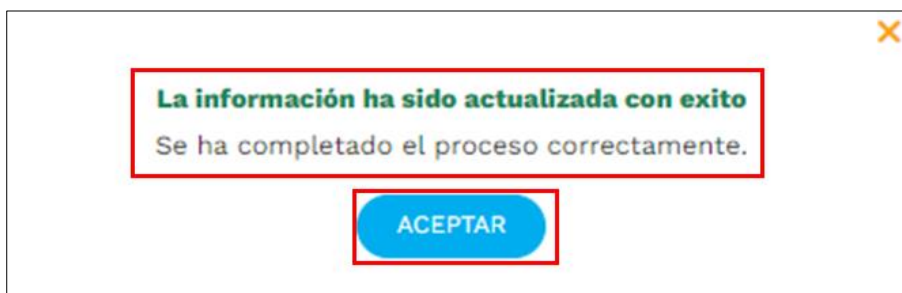 La información ha sido actualizada con exito
Se ha completado el proceso correctamente.
ACEPTAR